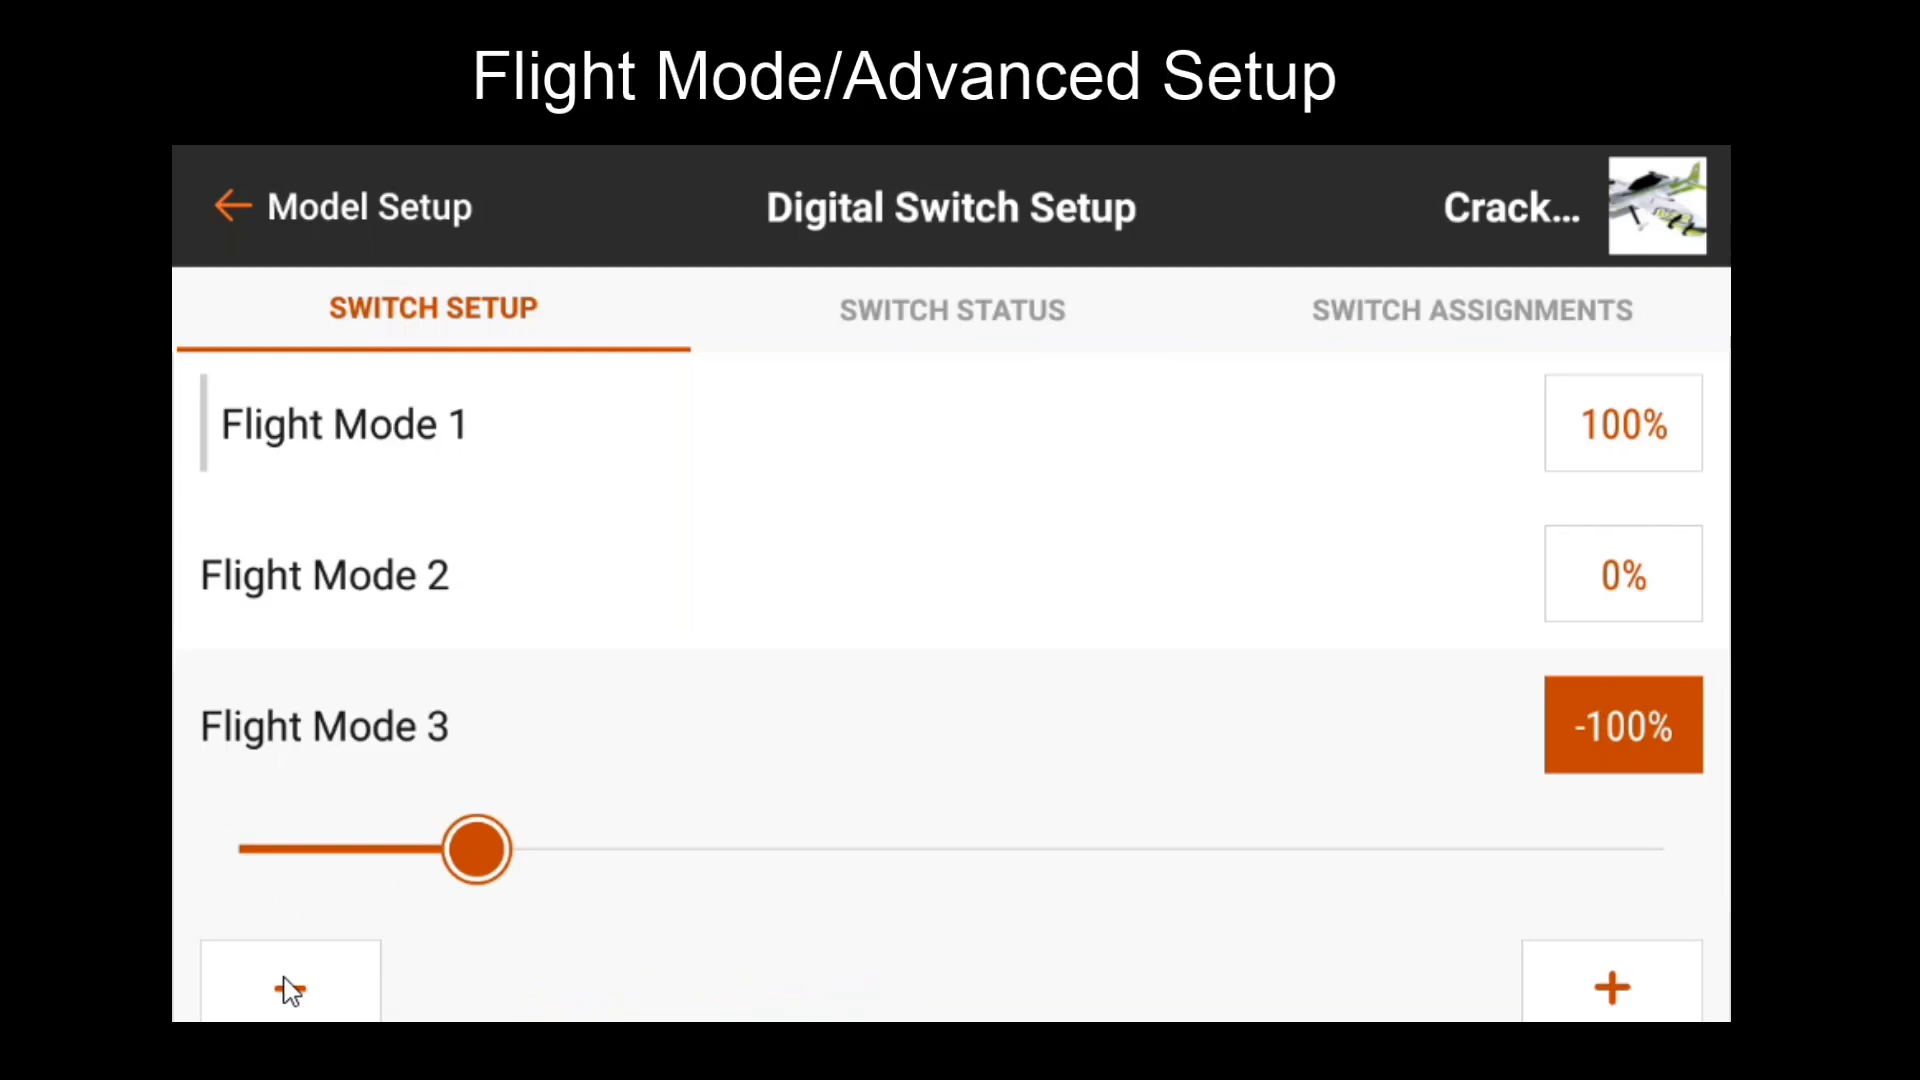 Flight Mode/Advanced Setup
Model Setup
Digital Switch Setup
Crack...
SWITCH SETUP
SWITCH STATUS
SWITCH ASSIGNMENTS
Flight Mode 1
100%
Flight Mode 2
0%
Flight Mode 3
-100%
+